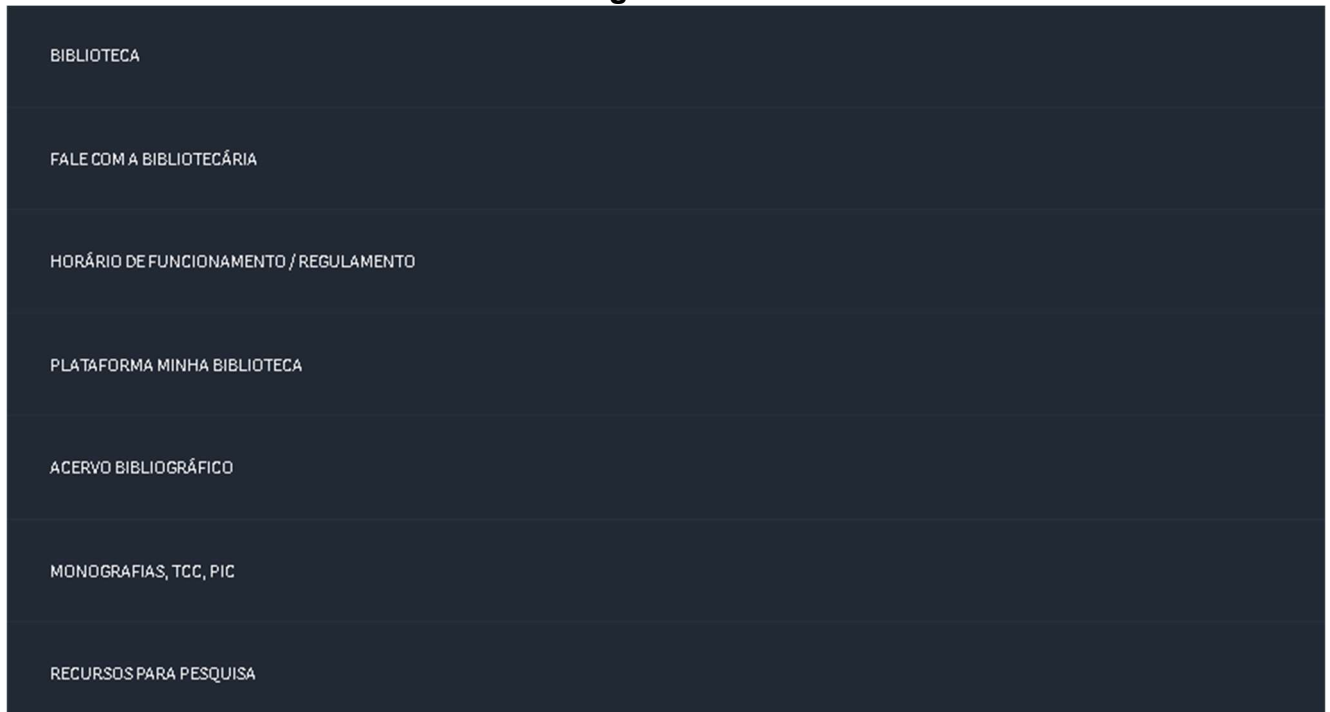 BIBLIOTECA
FALE COM A BIBLIOTECÁRIA
HORÁRIO DE FUNCIONAMENTO / REGULAMENTO
PLATAFORMA MINHA BIBLIOTECA
ACERVO BIBLIOGRÁFICO
MONOGRAFIAS, TCC, PIC
RECURSOS PARA PESQUISA